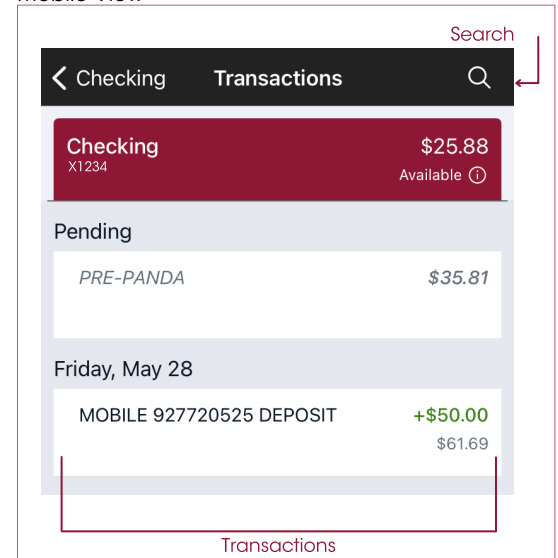 Mobile View
Search
Checking Transactions
Checking $25.88
X1234 Available
Pending
PRE-PANDA $35.81
Friday, May 28
MOBILE 927720525 DEPOSIT +$50.00
$61.69
Transactions